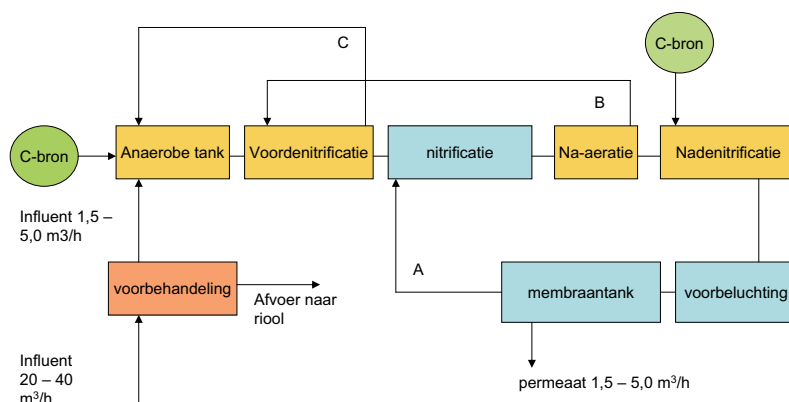 C
C-bron
B
C-bron
Anaerobe tank
Voordenitrificatie
nitrificatie
Na-aeratie
Nadenitrificatie
Influent 1,5 –
5,0 m3/h
A
voorbehandeling
Afvoer naar
riool
membraantank
voorbeluchting
Influent
20 – 40
m³/h
permeaat 1,5 – 5,0 m³/h